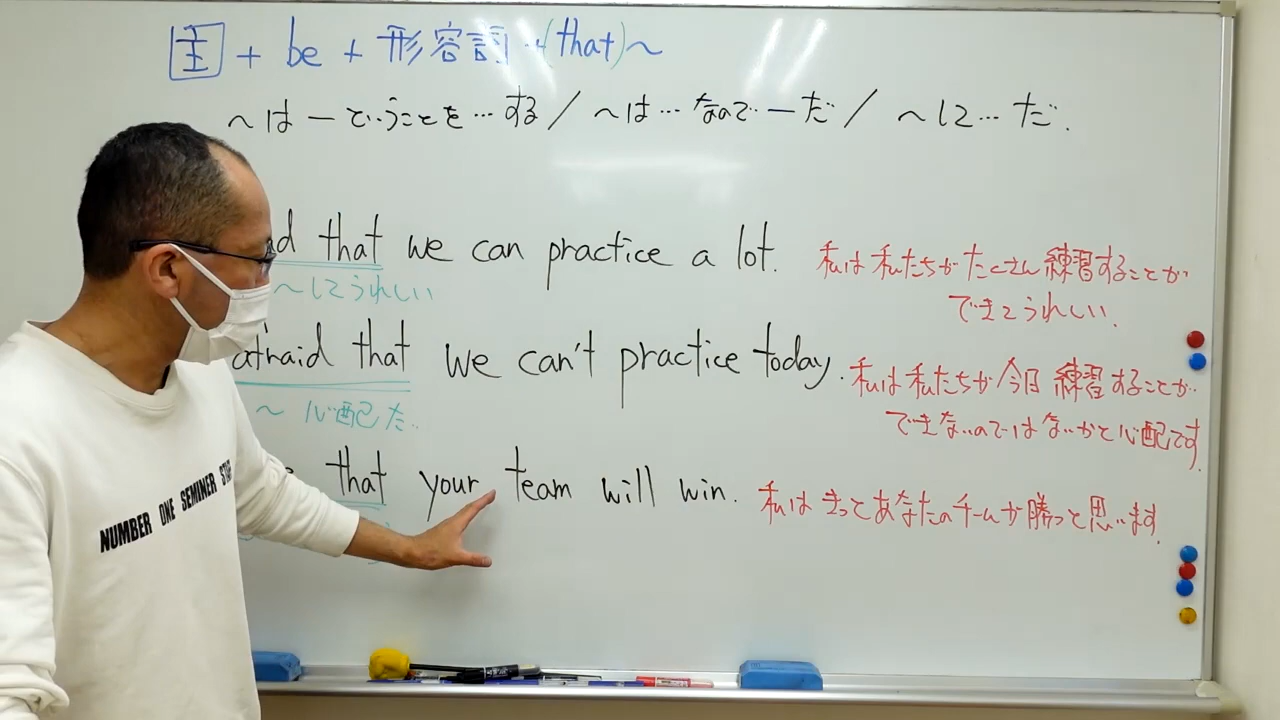 主 + be + 形容詞 + (that) ~
~は―ということを…する / ~は…なので―だ / ~して…だ.
ad that we can practice a lot.
私は私たちがたくさん練習することが
できてうれしい.
~してうれしい
afraid that we can't practice today.
私は私たちが今日練習することが
できないのではないかと心配です.
~心配だ.
that your team will win.
私はきっとあなたのチームが勝つと思います.
NUMBER ONE SEMINER